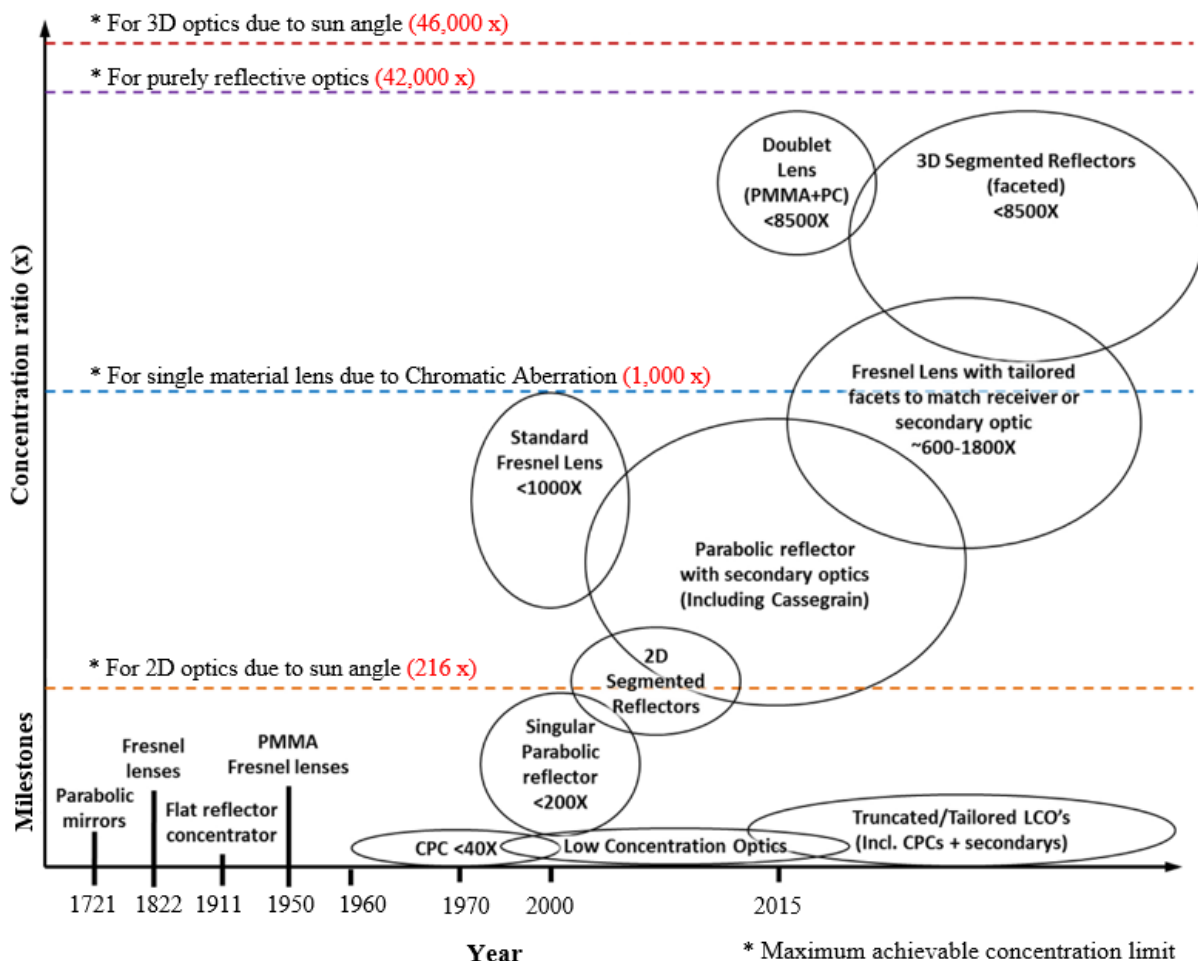 * For 3D optics due to sun angle (46,000 x)
* For purely reflective optics (42,000 x)
Doublet
Lens
(PMMA+PC)
<8500X
3D Segmented Reflectors
(faceted)
<8500X
Concentration ratio (x)
* For single material lens due to Chromatic Aberration (1,000 x)
Fresnel Lens with tailored
facets to match receiver or
secondary optic
~600-1800X
Standard
Fresnel Lens
<1000X
Parabolic reflector
with secondary optics
(Including Cassegrain)
* For 2D optics due to sun angle (216 x)
2D
Segmented
Reflectors
Singular
Parabolic
reflector
<200X
Milestones
Parabolic
mirrors
Fresnel
lenses
Flat reflector
concentrator
PMMA
Fresnel lenses
CPC <40X
Low Concentration Optics
Truncated/Tailored LCO's
(Incl. CPCs + secondarys)
1721 1822 1911 1950 1960 1970 2000 2015
Year
* Maximum achievable concentration limit